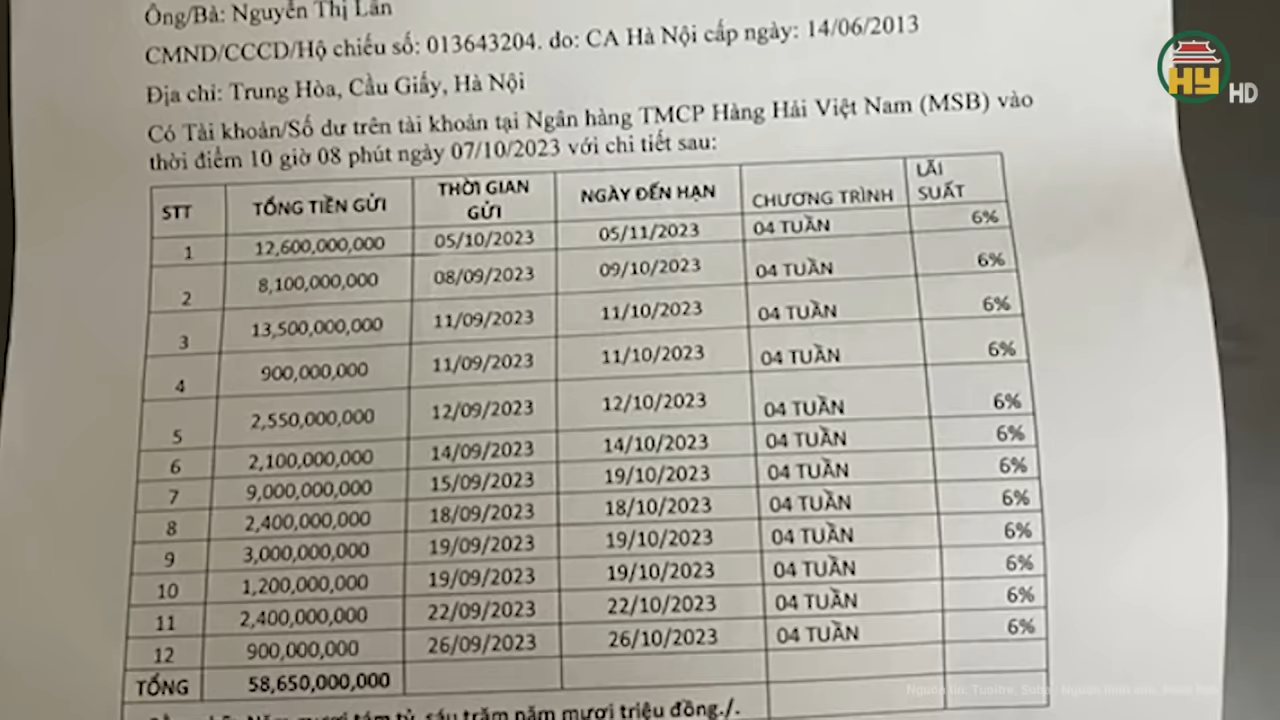 Ông/Bà: Nguyễn Thị Lan
CMND/CCCD/Hộ chiếu số: 013643204. do: CA Hà Nội cấp ngày: 14/06/2013
Địa chỉ: Trung Hòa, Cầu Giấy, Hà Nội
Có Tài khoản/Số dư trên tài khoản tại Ngân hàng TMCP Hàng Hải Việt Nam (MSB) vào
thời điểm 10 giờ 08 phút ngày 07/10/2023 với chi tiết sau:
STT TỔNG TIỀN GỬI THỜI GIAN GỬI NGÀY ĐẾN HẠN CHƯƠNG TRÌNH LÃI SUẤT
1 12,600,000,000 05/10/2023 05/11/2023 04 TUẦN 6%
2 8,100,000,000 08/09/2023 09/10/2023 04 TUẦN 6%
3 13,500,000,000 11/09/2023 11/10/2023 04 TUẦN 6%
4 900,000,000 11/09/2023 11/10/2023 04 TUẦN 6%
5 2,550,000,000 12/09/2023 12/10/2023 04 TUẦN 6%
6 2,100,000,000 14/09/2023 14/10/2023 04 TUẦN 6%
7 9,000,000,000 15/09/2023 19/10/2023 04 TUẦN 6%
8 2,400,000,000 18/09/2023 18/10/2023 04 TUẦN 6%
9 3,000,000,000 19/09/2023 19/10/2023 04 TUẦN 6%
10 1,200,000,000 19/09/2023 19/10/2023 04 TUẦN 6%
11 2,400,000,000 22/09/2023 22/10/2023 04 TUẦN 6%
12 900,000,000 26/09/2023 26/10/2023 04 TUẦN 6%
TỔNG 58,650,000,000
Năm mươi tám tỷ, sáu trăm năm mươi triệu đồng./.
HY HD